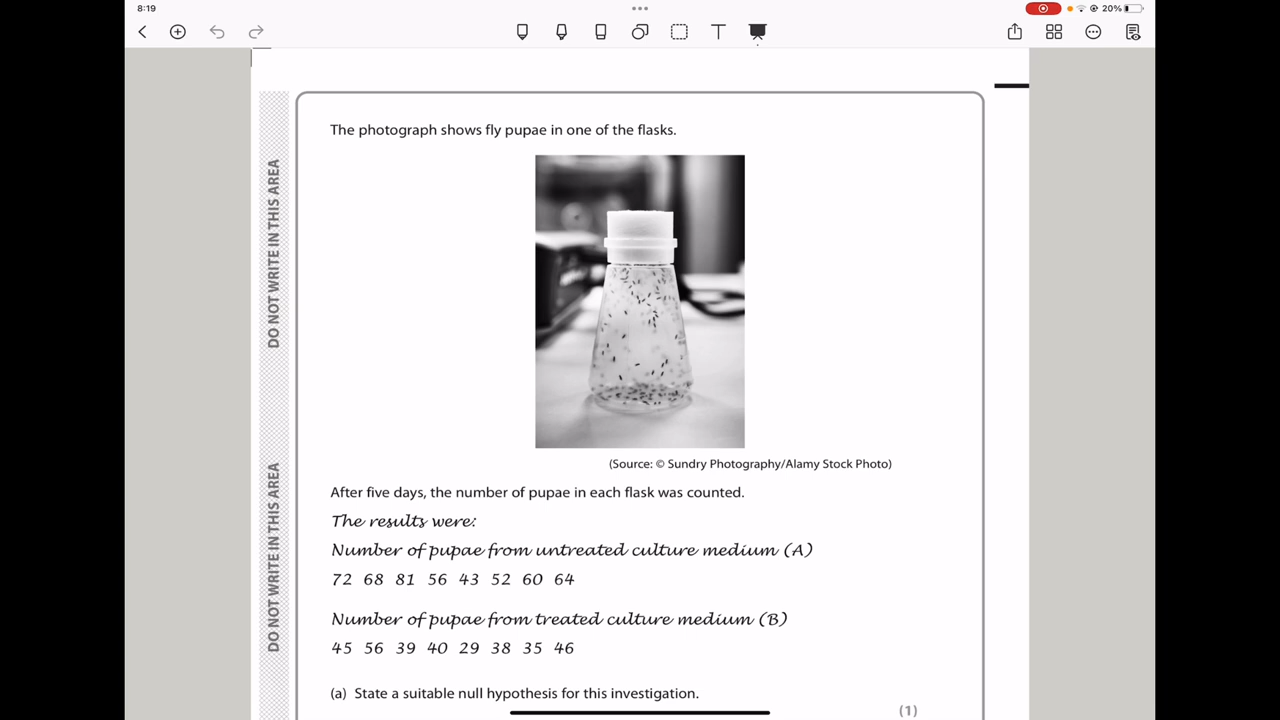 8:19
20%
The photograph shows fly pupae in one of the flasks.
DO NOT WRITE IN THIS AREA
(Source: © Sundry Photography/Alamy Stock Photo)
After five days, the number of pupae in each flask was counted.
The results were:
Number of pupae from untreated culture medium (A)
72 68 81 56 43 52 60 64
DO NOT WRITE IN THIS AREA
Number of pupae from treated culture medium (B)
45 56 39 40 29 38 35 46
(a) State a suitable null hypothesis for this investigation.
(1)